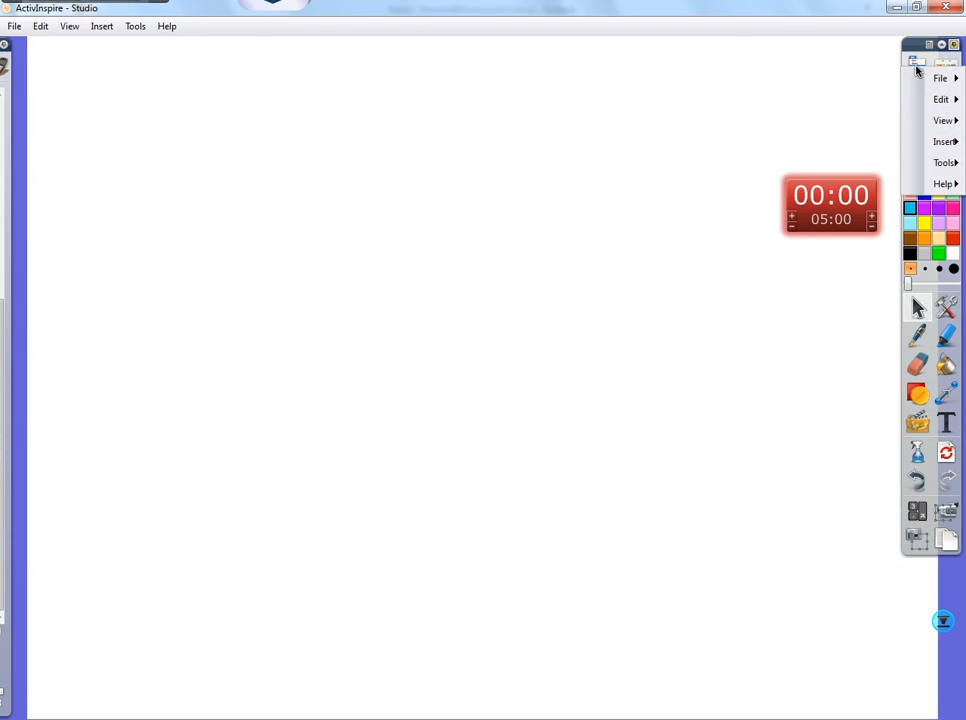 ActivInspire - Studio
File Edit View Insert Tools Help
File
Edit
View
Insert
Tools
Help
00:00
05:00
T